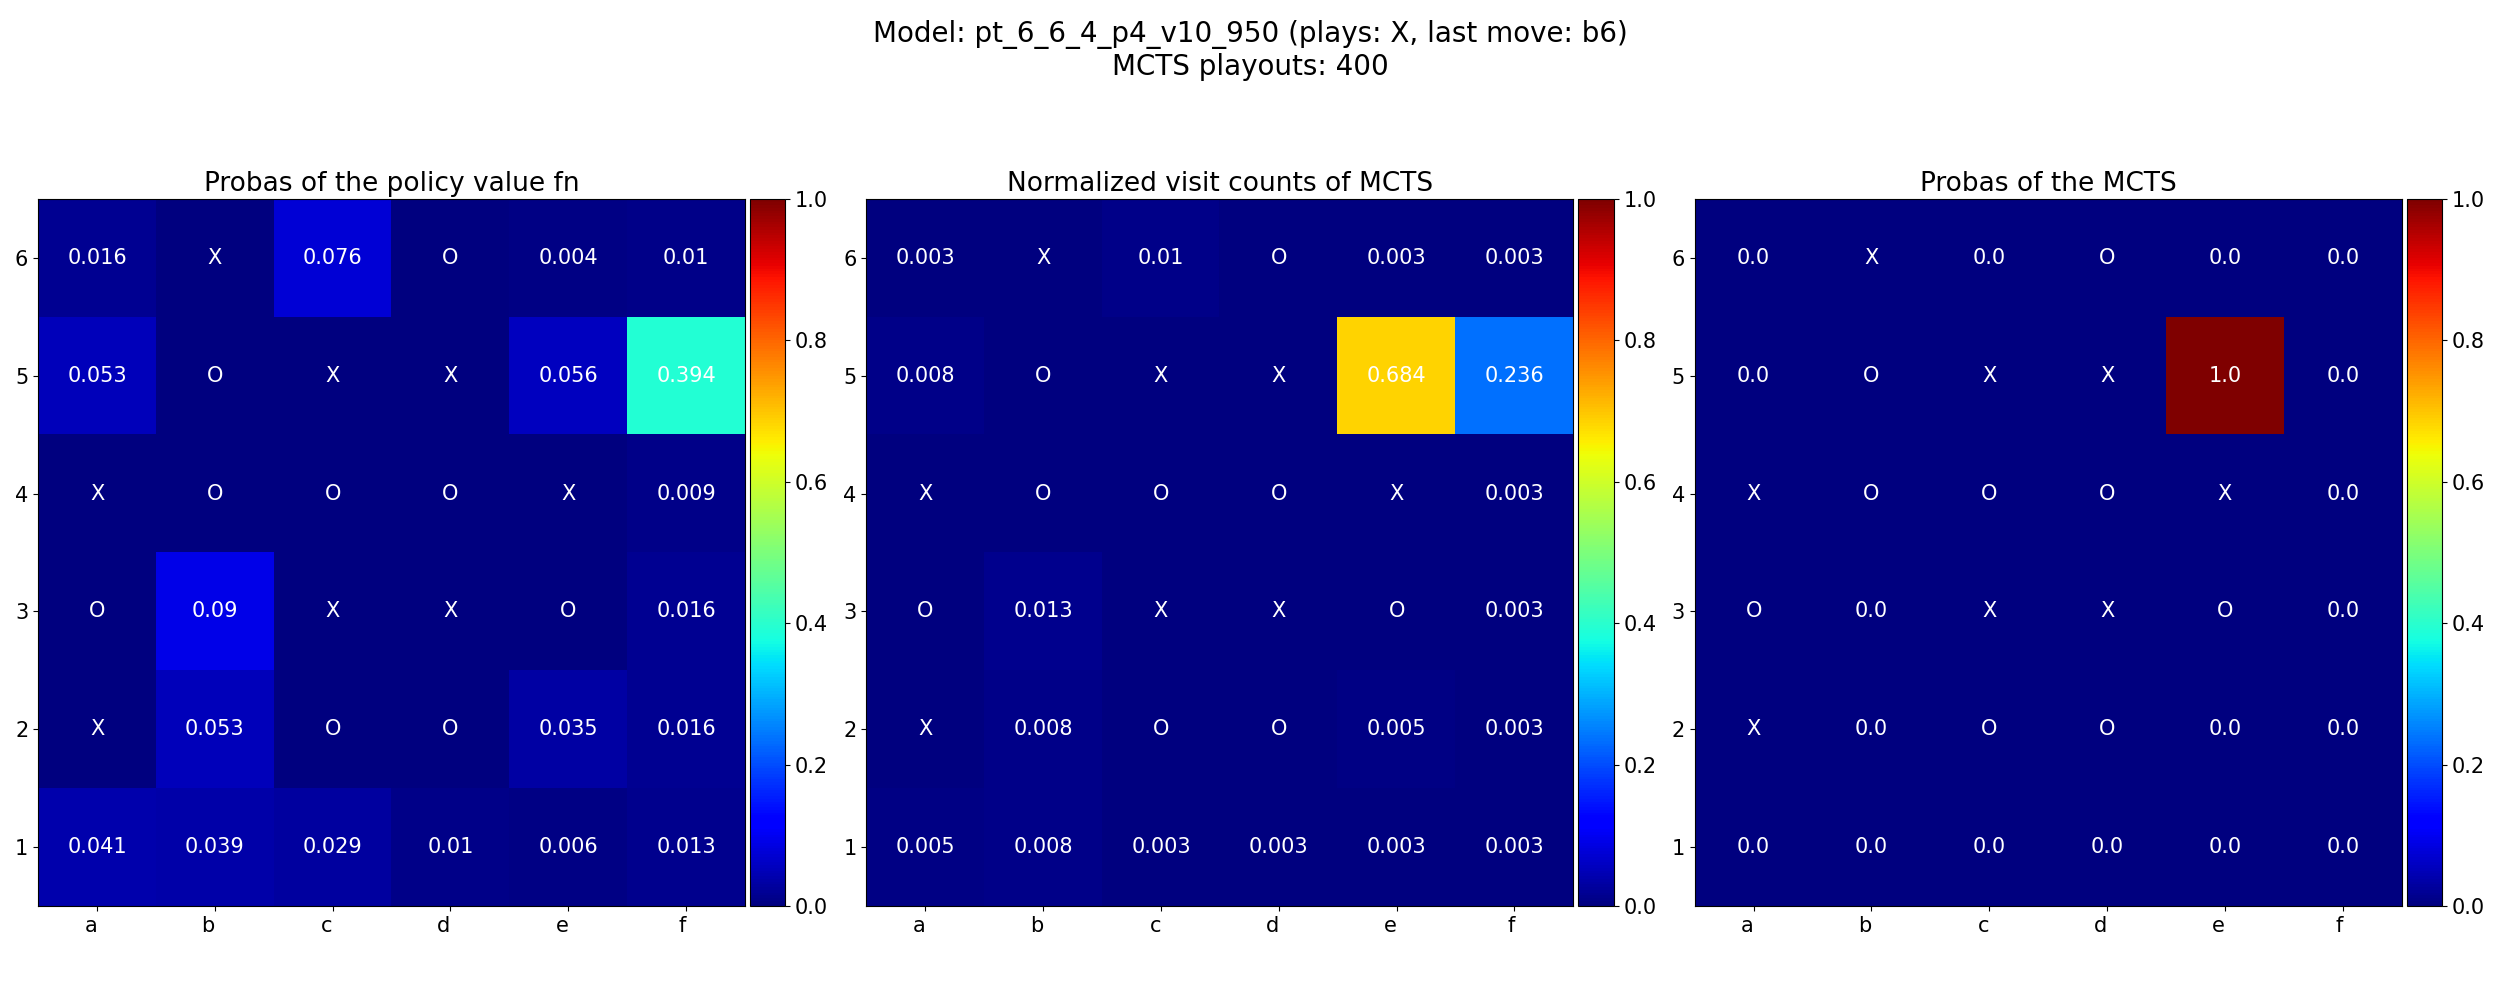 Model: pt_6_6_4_p4_v10_950 (plays: X, last move: b6)
MCTS playouts: 400
Probas of the policy value fn
6 0.016 X 0.076 O 0.004 0.01
5 0.053 O X X 0.056 0.394
4 X O O O X 0.009
3 O 0.09 X X O 0.016
2 X 0.053 O O 0.035 0.016
1 0.041 0.039 0.029 0.01 0.006 0.013
a b c d e f
1.0
0.8
0.6
0.4
0.2
0.0
Normalized visit counts of MCTS
6 0.003 X 0.01 O 0.003 0.003
5 0.008 O X X 0.684 0.236
4 X O O O X 0.003
3 O 0.013 X X O 0.003
2 X 0.008 O O 0.005 0.003
1 0.005 0.008 0.003 0.003 0.003 0.003
a b c d e f
1.0
0.8
0.6
0.4
0.2
0.0
Probas of the MCTS
6 0.0 X 0.0 O 0.0 0.0
5 0.0 O X X 1.0 0.0
4 X O O O X 0.0
3 O 0.0 X X O 0.0
2 X 0.0 O O 0.0 0.0
1 0.0 0.0 0.0 0.0 0.0 0.0
a b c d e f
1.0
0.8
0.6
0.4
0.2
0.0